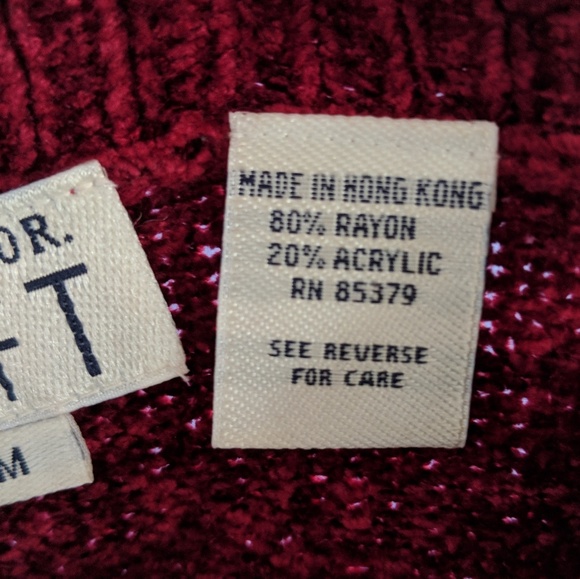 OR.
T
M
MADE IN HONG KONG
80% RAYON
20% ACRYLIC
RN 85379
SEE REVERSE
FOR CARE